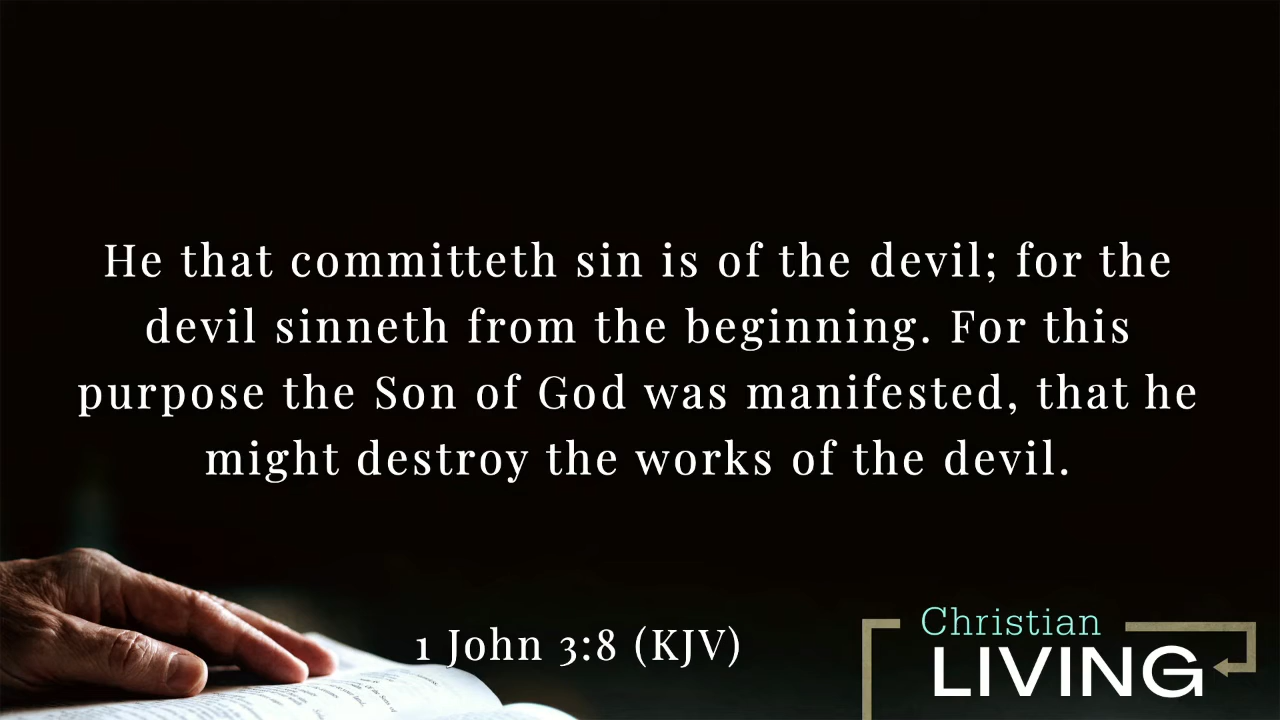 He that committeth sin is of the devil; for the
devil sinneth from the beginning. For this
purpose the Son of God was manifested, that he
might destroy the works of the devil.
1 John 3:8 (KJV)
Christian
LIVING